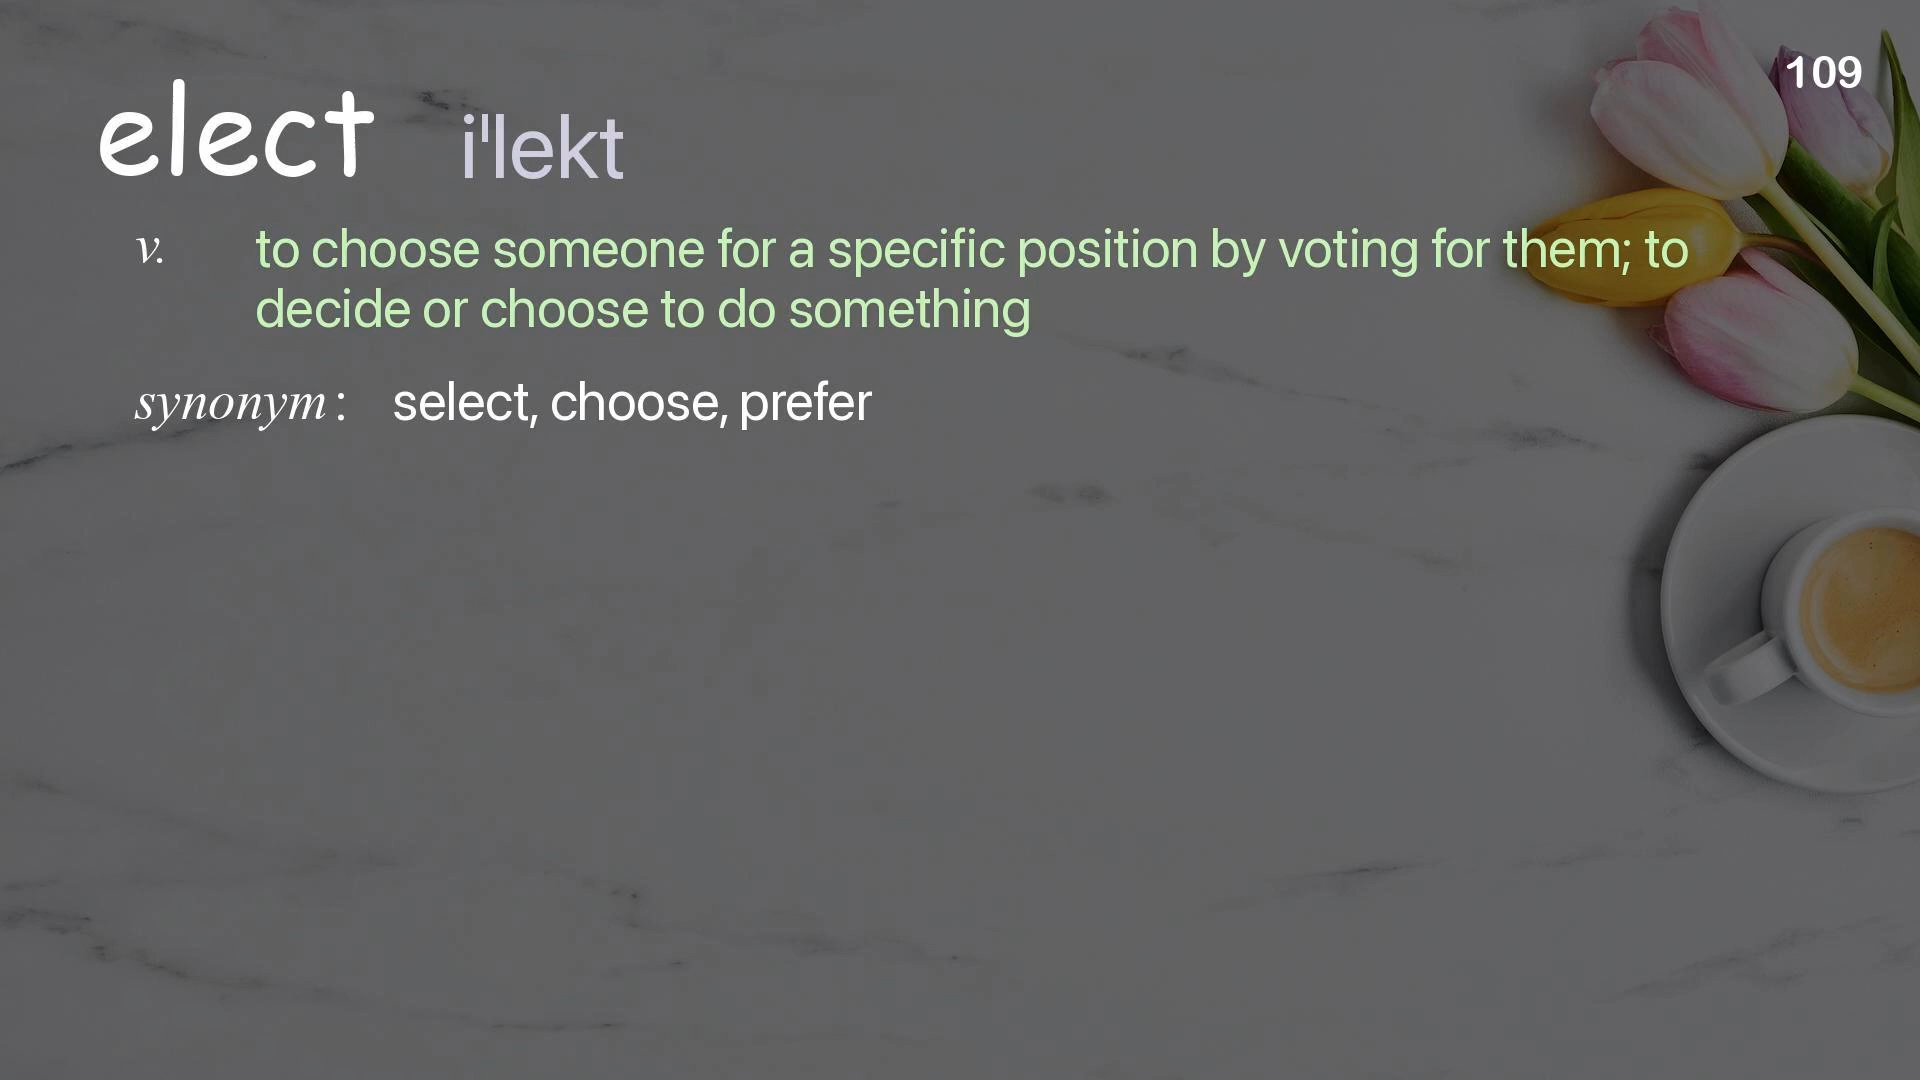 109
elect iˈlekt
v. to choose someone for a specific position by voting for them; to
decide or choose to do something
synonym : select, choose, prefer